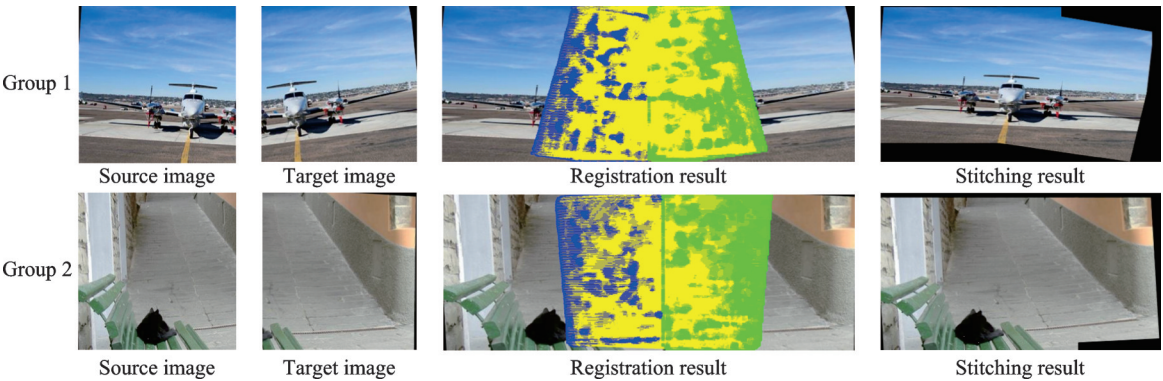 Group 1
Source image Target image Registration result Stitching result
Group 2
Source image Target image Registration result Stitching result